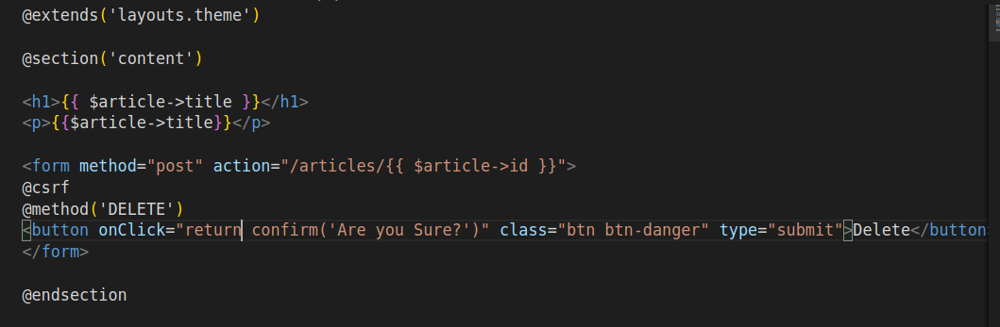 @extends('layouts.theme')
@section('content')
<h1>{{ $article->title }}</h1>
<p>{{$article->title}}</p>
<form method="post" action="/articles/{{ $article->id }}">
@csrf
@method('DELETE')
<button onClick="return confirm('Are you Sure?')" class="btn btn-danger" type="submit">Delete</button>
</form>
@endsection